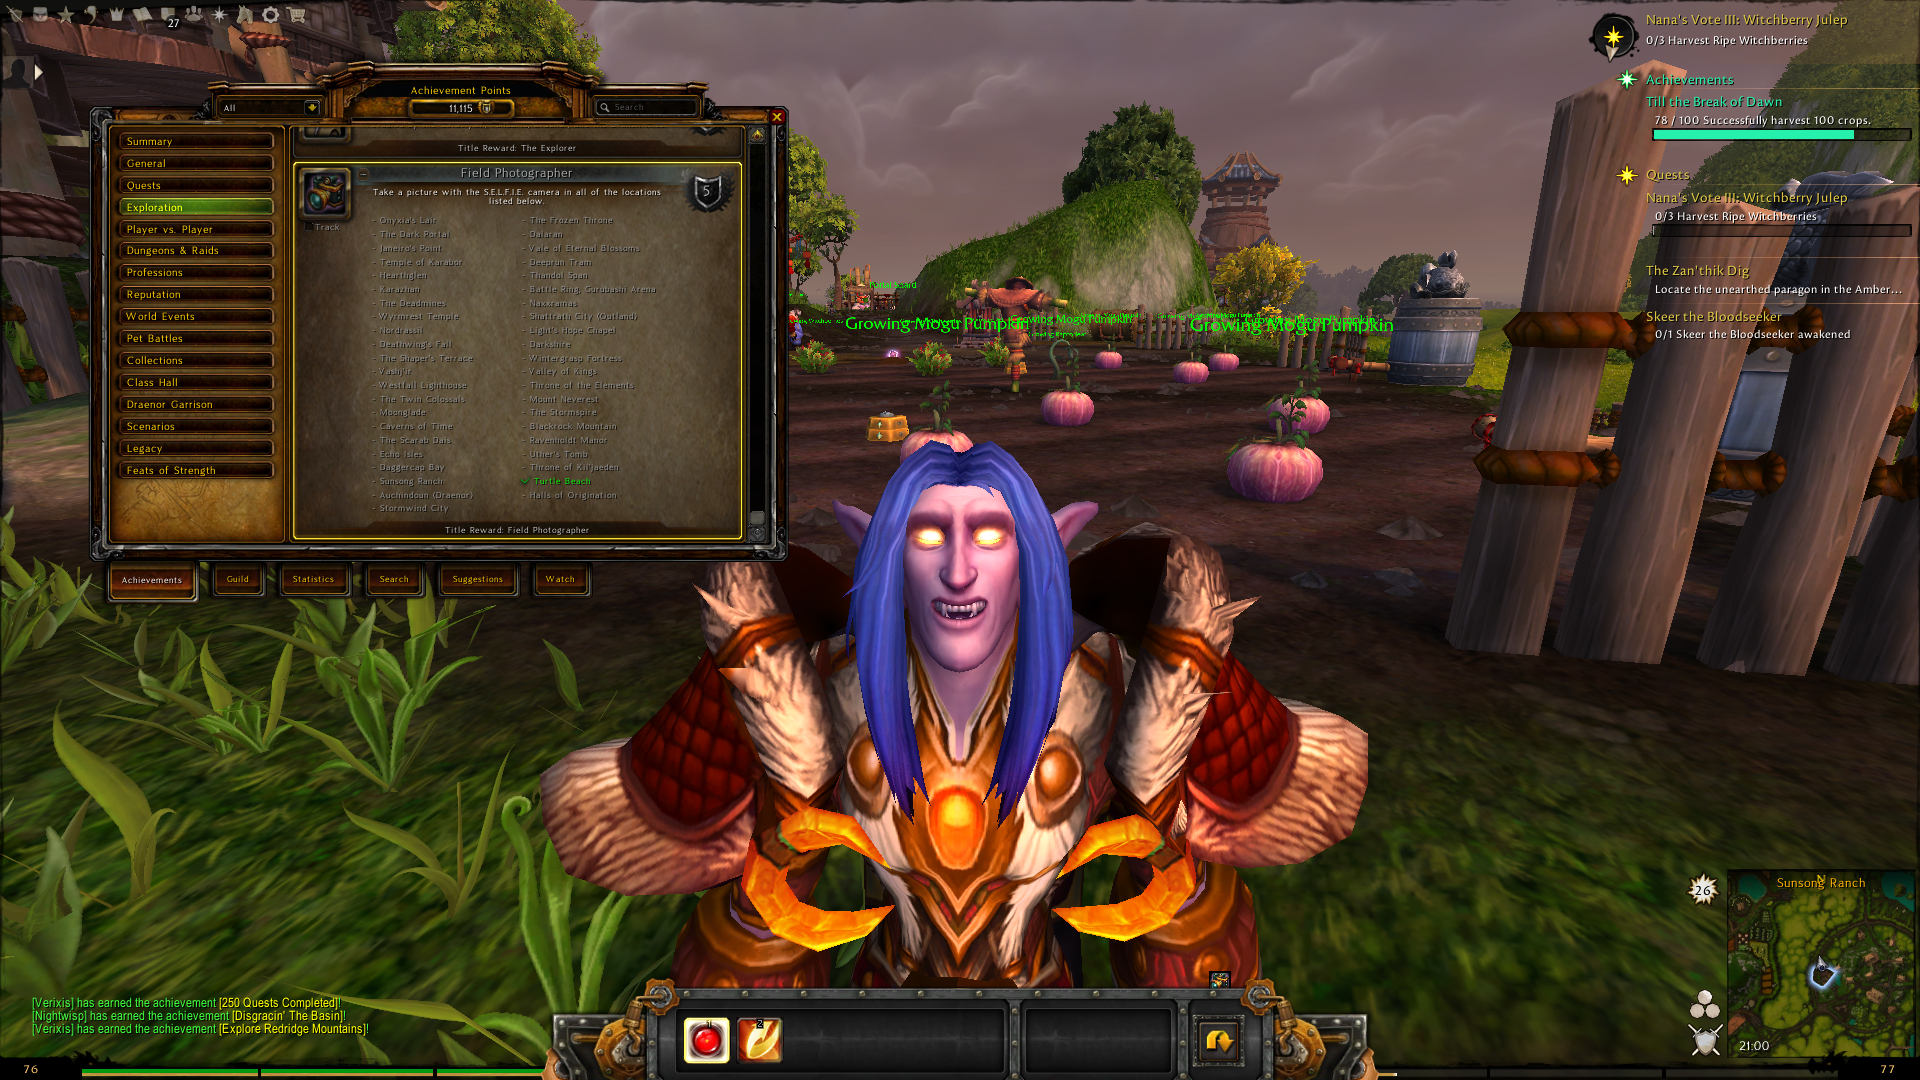 27
Achievement Points
11,115
All
Search
Summary
General
Quests
Exploration
Player vs. Player
Dungeons & Raids
Professions
Reputation
World Events
Pet Battles
Collections
Class Hall
Draenor Garrison
Scenarios
Legacy
Feats of Strength
Title Reward: The Explorer
Field Photographer
5
Take a picture with the S.E.L.F.I.E. camera in all of the locations
listed below.
Track
- Onyxia's Lair
- The Dark Portal
- Janeiro's Point
- Temple of Karabor
- Hearthglen
- Karazhan
- The Deadmines
- Wyrmrest Temple
- Nordrassil
- Deathwing's Fall
- The Shaper's Terrace
- Vashj'ir
- Westfall Lighthouse
- The Twin Colossals
- Moonglade
- Caverns of Time
- The Scarab Dais
- Echo Isles
- Daggercap Bay
- Sunsong Ranch
- Auchindoun (Draenor)
- Stormwind City
- The Frozen Throne
- Dalaran
- Vale of Eternal Blossoms
- Deeprun Tram
- Thandol Span
- Battle Ring, Gurubashi Arena
- Naxxramas
- Shattrath City (Outland)
- Light's Hope Chapel
- Darkshire
- Wintergrasp Fortress
- Valley of Kings
- Throne of the Elements
- Mount Neverest
- The Stormspire
- Blackrock Mountain
- Ravenholdt Manor
- Uther's Tomb
- Throne of Kil'jaeden
Turtle Beach
- Halls of Origination
Title Reward: Field Photographer
Achievements
Guild
Statistics
Search
Suggestions
Watch
Growing Mogu Pumpkin
Growing Mogu Pumpkin
Growing Mogu Pumpkin
Nana's Vote III: Witchberry Julep
0/3 Harvest Ripe Witchberries
Achievements
Till the Break of Dawn
78 / 100 Successfully harvest 100 crops.
Quests
Nana's Vote III: Witchberry Julep
0/3 Harvest Ripe Witchberries
The Zan'thik Dig
Locate the unearthed paragon in the Amber...
Skeer the Bloodseeker
0/1 Skeer the Bloodseeker awakened
26
Sunsong Ranch
N
21:00
[Verixis] has earned the achievement [250 Quests Completed]!
[Nightwisp] has earned the achievement [Disgracin' The Basin]!
[Verixis] has earned the achievement [Explore Redridge Mountains]!
1
2
76
77